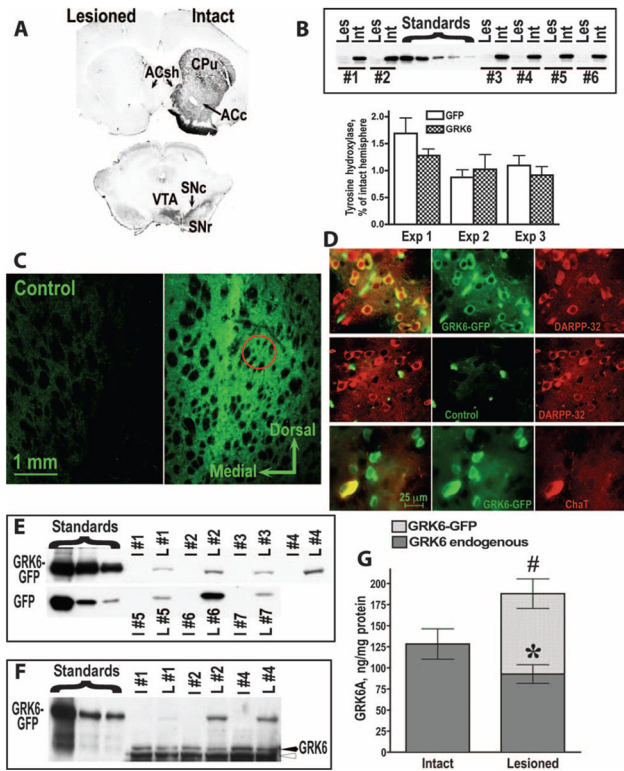 A
Lesioned Intact
CPu
ACsh
ACc
SNc
VTA
SNr
B
Les Int Les Int Standards Les Int Les Int Les Int Les Int
#1 #2 #3 #4 #5 #6
Tyrosine hydroxylase,
% of intact hemisphere
2.0
1.5
1.0
0.5
0.0
GFP
GRK6
Exp 1 Exp 2 Exp 3
C
Control
1 mm
Dorsal
Medial
D
GRK6-GFP DARPP-32
Control DARPP-32
25 µm GRK6-GFP ChaT
E
Standards I #1 L #1 I #2 L #2 I #3 L #3 I #4 L #4
GRK6-
GFP
GFP
I #5 L #5 I #6 L #6 I #7 L #7
F
Standards I #1 L #1 I #2 L #2 I #4 L #4
GRK6-
GFP
GRK6
GRK6-GFP
GRK6 endogenous
G
GRK6A, ng/mg protein
200
175
150
125
100
75
50
25
0
#
*
Intact Lesioned